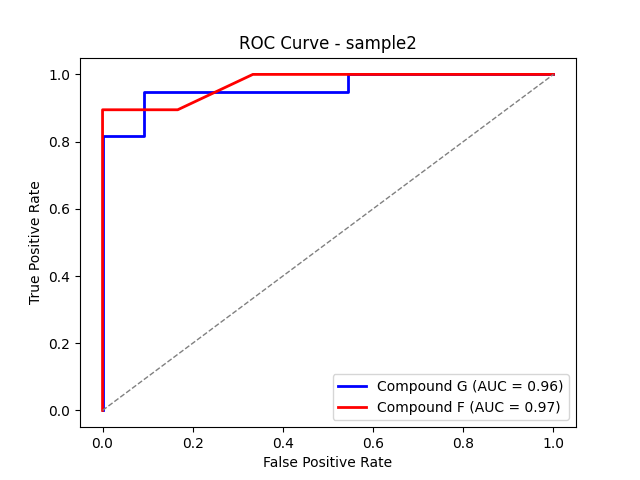 ROC Curve - sample2
True Positive Rate
1.0
0.8
0.6
0.4
0.2
0.0
0.0 0.2 0.4 0.6 0.8 1.0
False Positive Rate
Compound G (AUC = 0.96)
Compound F (AUC = 0.97)